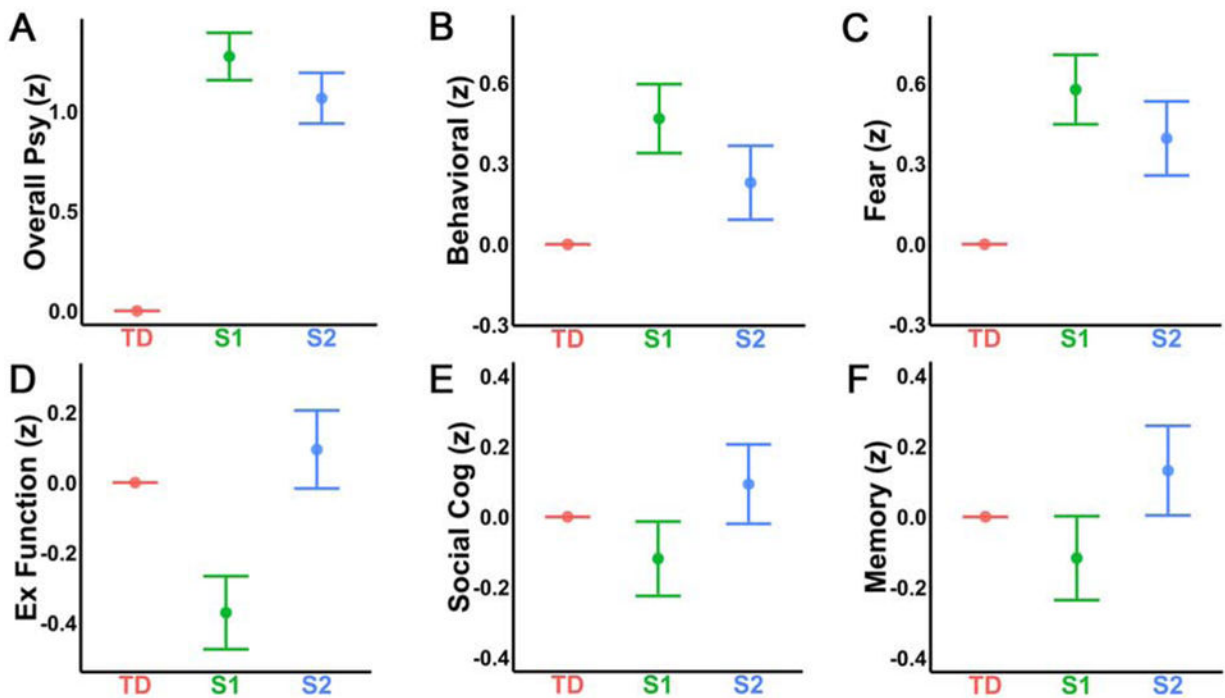 A
Overall Psy (z)
1.0
0.5
0.0
TD S1 S2
B
Behavioral (z)
0.6
0.3
0.0
-0.3
TD S1 S2
C
Fear (z)
0.6
0.3
0.0
-0.3
TD S1 S2
D
Ex Function (z)
0.2
0.0
-0.2
-0.4
TD S1 S2
E
Social Cog (z)
0.4
0.2
0.0
-0.2
-0.4
TD S1 S2
F
Memory (z)
0.4
0.2
0.0
-0.2
-0.4
TD S1 S2